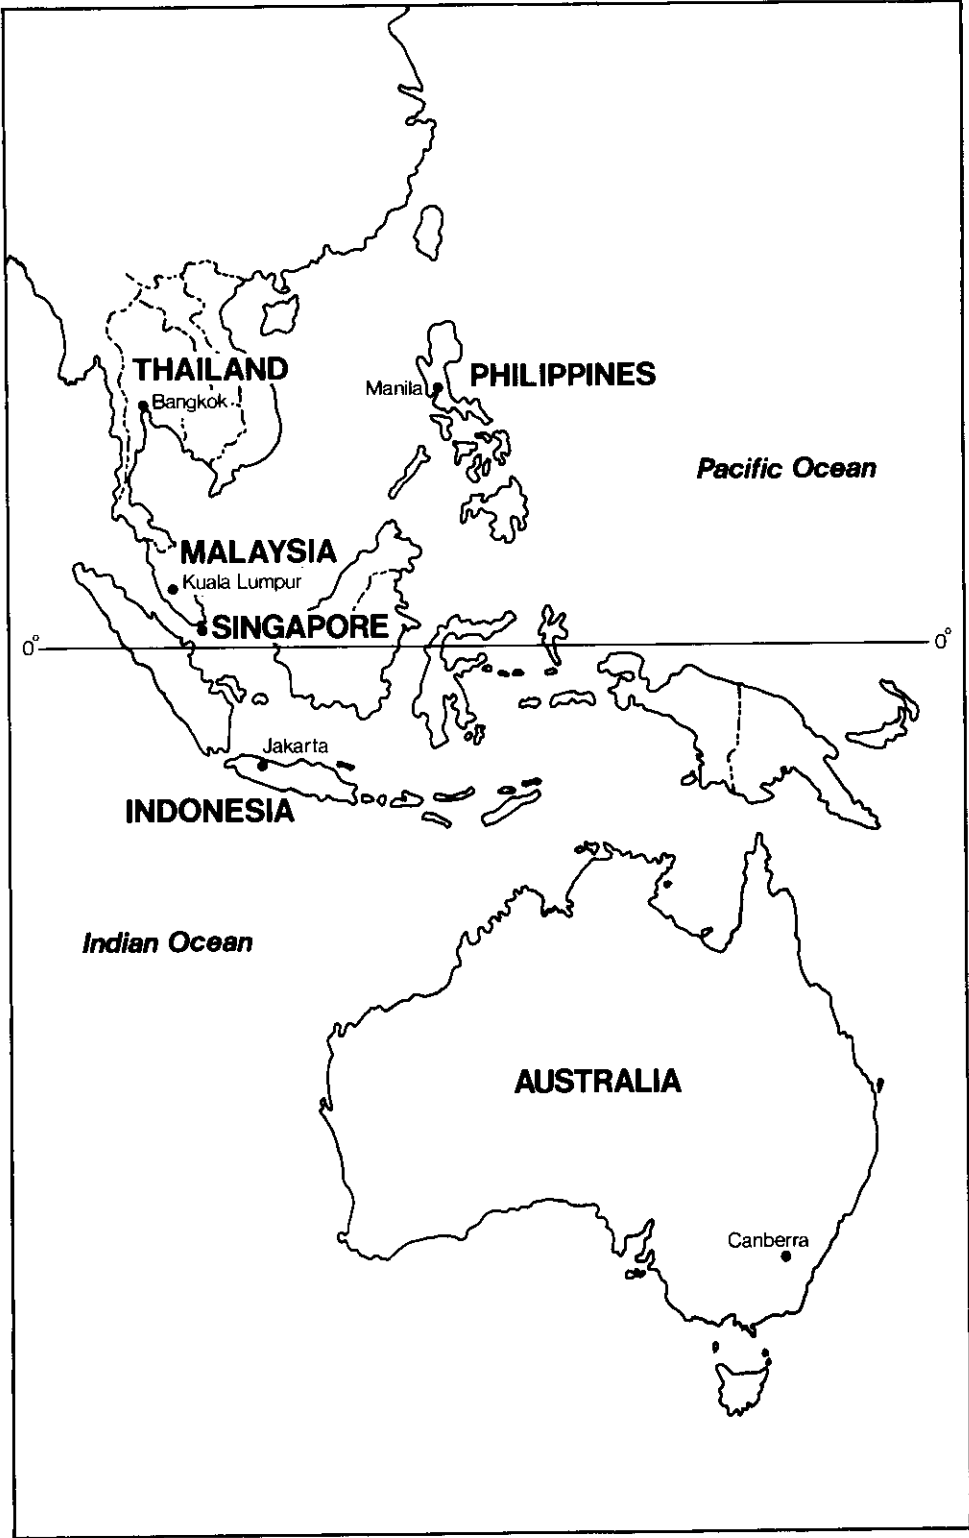 THAILAND
Bangkok
PHILIPPINES
Manila
Pacific Ocean
MALAYSIA
Kuala Lumpur
SINGAPORE
0°
0°
Jakarta
INDONESIA
Indian Ocean
AUSTRALIA
Canberra